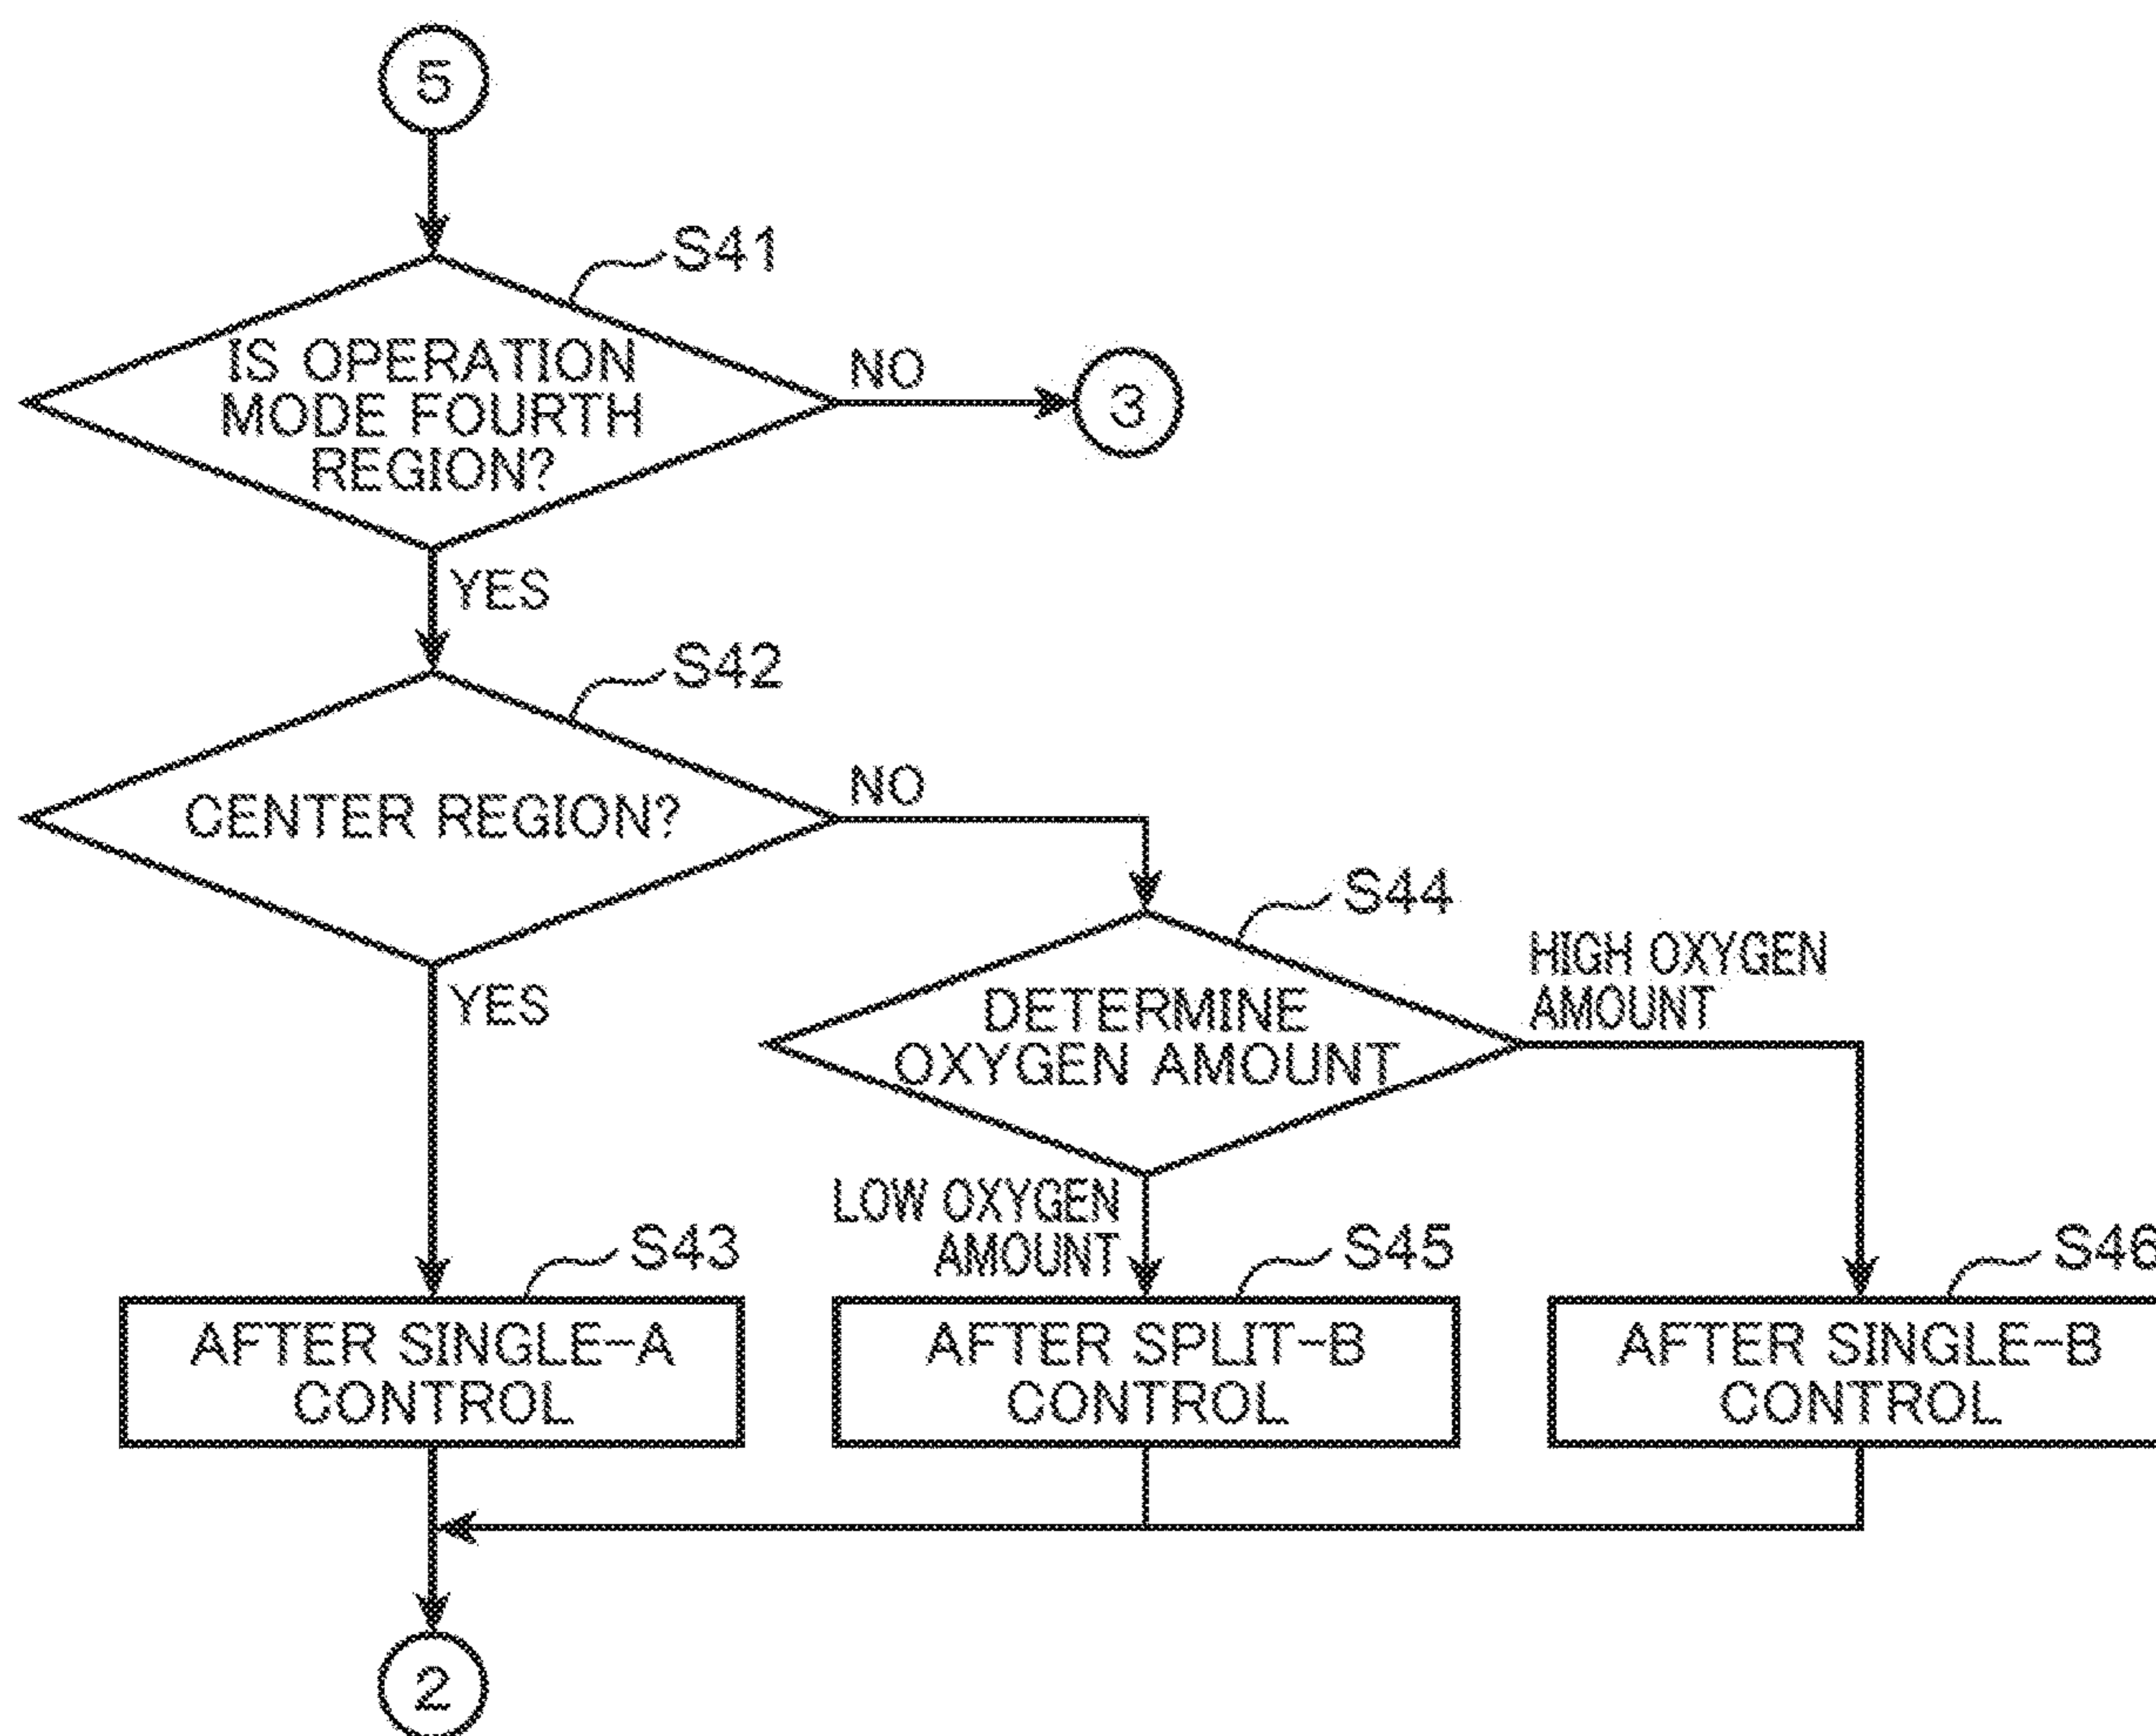 5
S41
IS OPERATION
MODE FOURTH
REGION?
NO
3
YES
S42
CENTER REGION?
NO
YES
S44
DETERMINE
OXYGEN AMOUNT
HIGH OXYGEN
AMOUNT
LOW OXYGEN
AMOUNT
S43
AFTER SINGLE-A
CONTROL
S45
AFTER SPLIT-B
CONTROL
S46
AFTER SINGLE-B
CONTROL
2